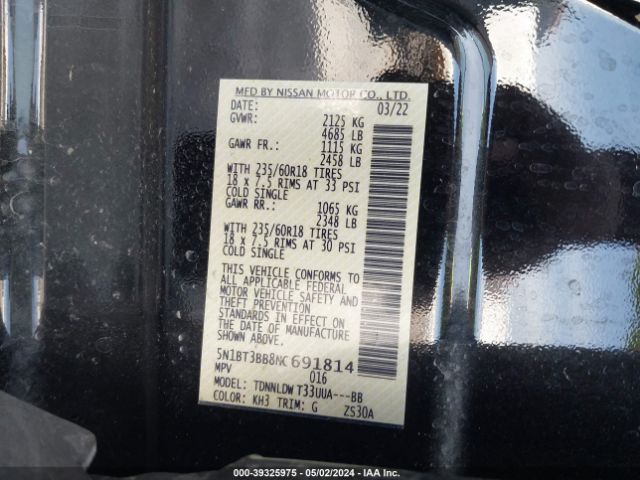 MFD BY NISSAN MOTOR CO., LTD.
DATE: 03/22
GVWR: 2125 KG
4685 LB
GAWR FR.: 1115 KG
2458 LB
WITH 235/60R18 TIRES
18 x 7.5 RIMS AT 33 PSI
COLD SINGLE
GAWR RR.: 1065 KG
2348 LB
WITH 235/60R18 TIRES
18 x 7.5 RIMS AT 30 PSI
COLD SINGLE
THIS VEHICLE CONFORMS TO
ALL APPLICABLE FEDERAL
MOTOR VEHICLE SAFETY AND
THEFT PREVENTION
STANDARDS IN EFFECT ON
THE DATE OF MANUFACTURE
SHOWN ABOVE.
5N1BT3BB8NC691814
MPV 016
MODEL: TDNNLDW T33UUA---BB
COLOR: KH3 TRIM: G ZS30A
000-39325975 - 05/02/2024 - IAA Inc.